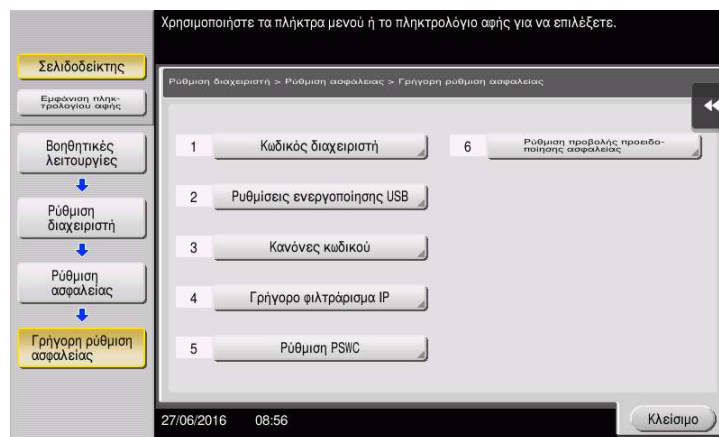 Χρησιμοποιήστε τα πλήκτρα μενού ή το πληκτρολόγιο αφής για να επιλέξετε.
Σελιδοδείκτης
Εμφάνιση πληκ-
τρολογίου αφής
Βοηθητικές
λειτουργίες
Ρύθμιση
διαχειριστή
Ρύθμιση
ασφαλείας
Γρήγορη ρύθμιση
ασφαλείας
Ρύθμιση διαχειριστή > Ρύθμιση ασφάλειας > Γρήγορη ρύθμιση ασφαλείας
1 Κωδικός διαχειριστή
2 Ρυθμίσεις ενεργοποίησης USB
3 Κανόνες κωδικού
4 Γρήγορο φιλτράρισμα IP
5 Ρύθμιση PSWC
6 Ρύθμιση προβολής προειδο-
ποίησης ασφαλείας
27/06/2016 08:56
Κλείσιμο